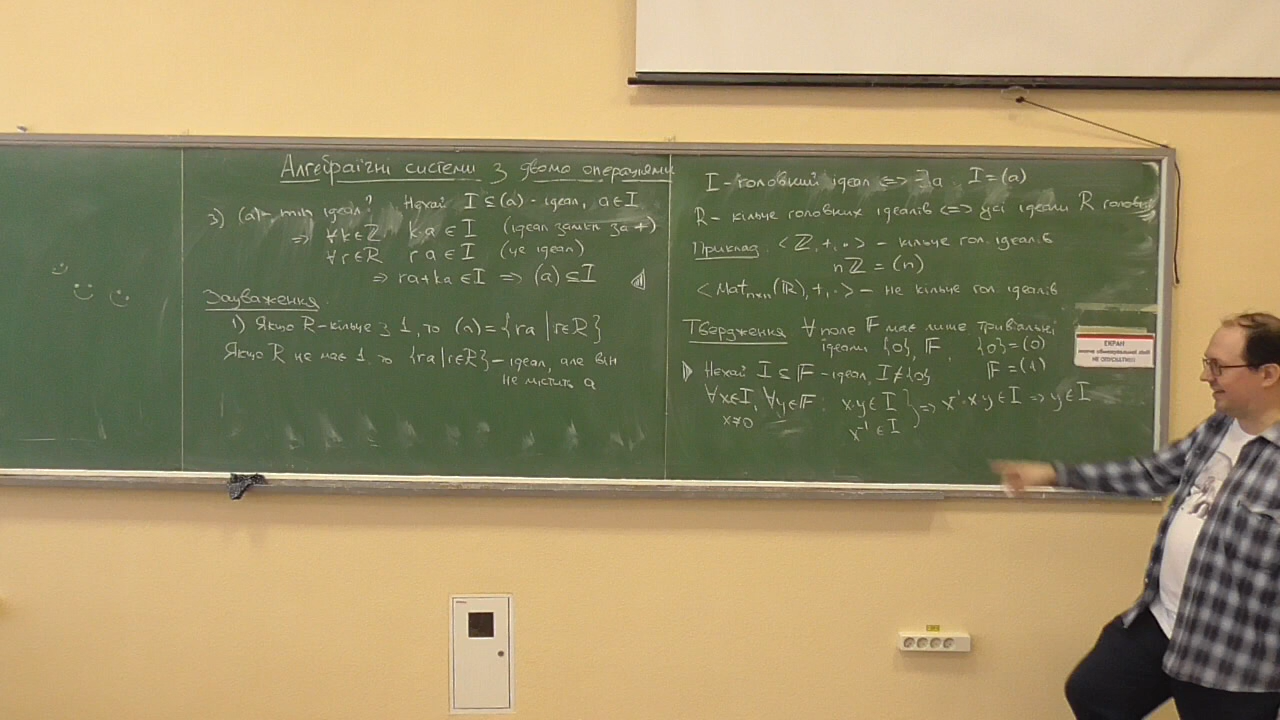 Алгебраїчні системи з двома операціями
3) (a) - min ідеал? Нехай I ⊆ (a) - ідеал, a ∈ I
⇒ ∀k∈ℤ k·a ∈ I (ідеал замкн за +)
∀r∈R r a ∈ I (це ідеал)
⇒ ra+ka ∈ I ⇒ (a) ⊆ I
Зауваження.
1) Якщо R - кільце з 1, то (a) = {ra | r∈R}
Якщо R не має 1, то {ra | r∈R} - ідеал, але він
не містить a
I - головний ідеал ⇔ ∃a I = (a)
R - кільце головних ідеалів ⇔ усі ідеали R головні
Приклад. <ℤ, +, ·> - кільце гол. ідеалів
nℤ = (n)
<Mat n×n (ℝ), +, ·> - не кільце гол. ідеалів
Твердження ∀ поле 𝔽 має лише тривіальні
ідеали {0}, 𝔽. {0} = (0)
𝔽 = (1)
Нехай I ⊆ 𝔽 - ідеал, I ≠ {0}
∀x∈I, ∀y∈𝔽: x·y ∈ I } ⇒ x⁻¹·x y ∈ I ⇒ y ∈ I
x≠0 x⁻¹ ∈ I
ЕКРАН
НЕ ОПУСКАТИ!!!